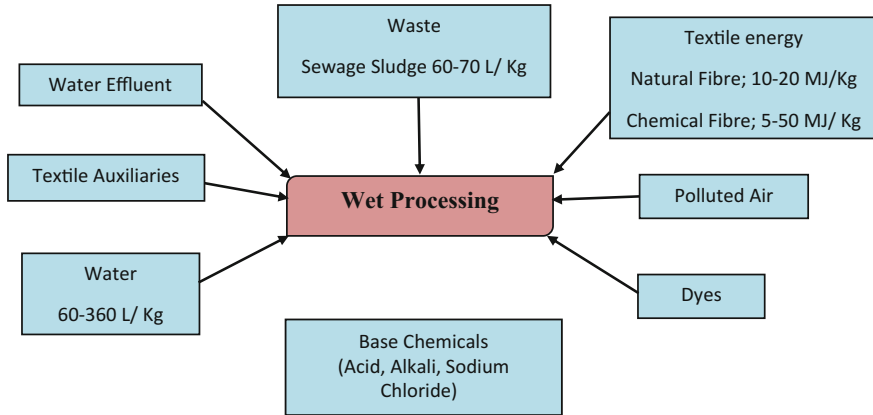 Waste
Sewage Sludge 60-70 L/ Kg
Textile energy
Natural Fibre; 10-20 MJ/Kg
Chemical Fibre; 5-50 MJ/ Kg
Water Effluent
Textile Auxiliaries
Wet Processing
Polluted Air
Water
60-360 L/ Kg
Dyes
Base Chemicals
(Acid, Alkali, Sodium
Chloride)